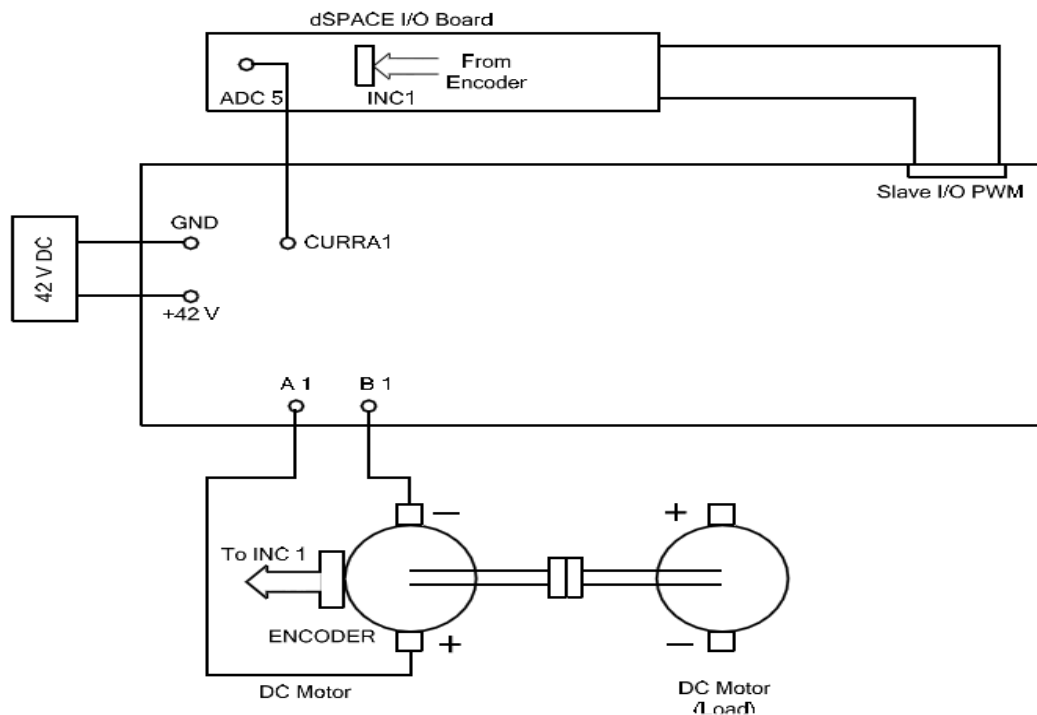 dSPACE I/O Board
From
Encoder
ADC 5
INC1
Slave I/O PWM
42 V DC
GND
CURRA1
+42 V
A 1
B 1
−
+
To INC 1
ENCODER
+
−
DC Motor
DC Motor
(Load)